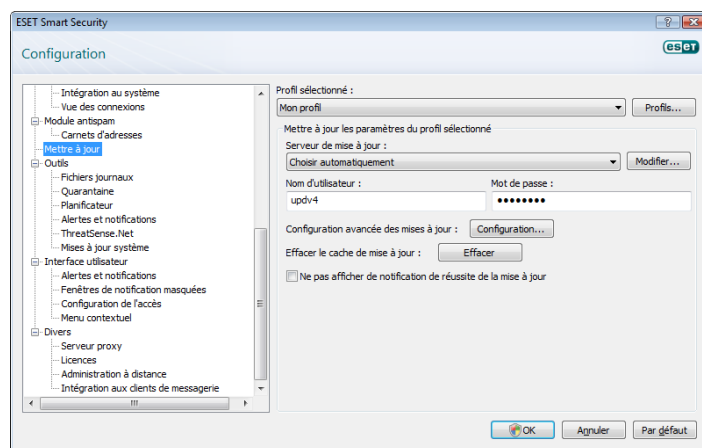 ESET Smart Security
Configuration
eset
Intégration au système
Vue des connexions
Module antispam
Carnets d'adresses
Mettre à jour
Outils
Fichiers journaux
Quarantaine
Planificateur
Alertes et notifications
ThreatSense.Net
Mises à jour système
Interface utilisateur
Alertes et notifications
Fenêtres de notification masquées
Configuration de l'accès
Menu contextuel
Divers
Serveur proxy
Licences
Administration à distance
Intégration aux clients de messagerie
Profil sélectionné :
Mon profil
Profils...
Mettre à jour les paramètres du profil sélectionné
Serveur de mise à jour :
Choisir automatiquement
Modifier...
Nom d'utilisateur : Mot de passe :
updv4 ••••••••
Configuration avancée des mises à jour : Configuration...
Effacer le cache de mise à jour : Effacer
Ne pas afficher de notification de réussite de la mise à jour
OK Annuler Par défaut